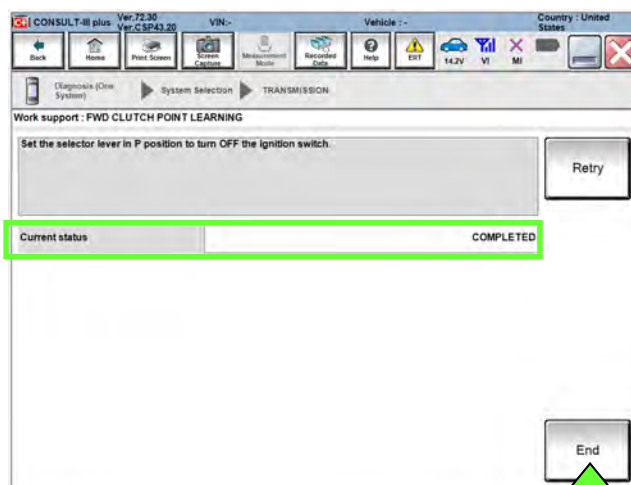 CONSULT-III plus Ver.72.30 VIN:- Vehicle : - Country : United
Ver.CSP43.20 States
Back Home Print Screen Screen Capture Measurement Mode Recorded Data Help ERT 14.2V VI MI
Diagnosis (One System) System Selection TRANSMISSION
Work support : FWD CLUTCH POINT LEARNING
Set the selector lever in P position to turn OFF the ignition switch.
Retry
Current status COMPLETED
End